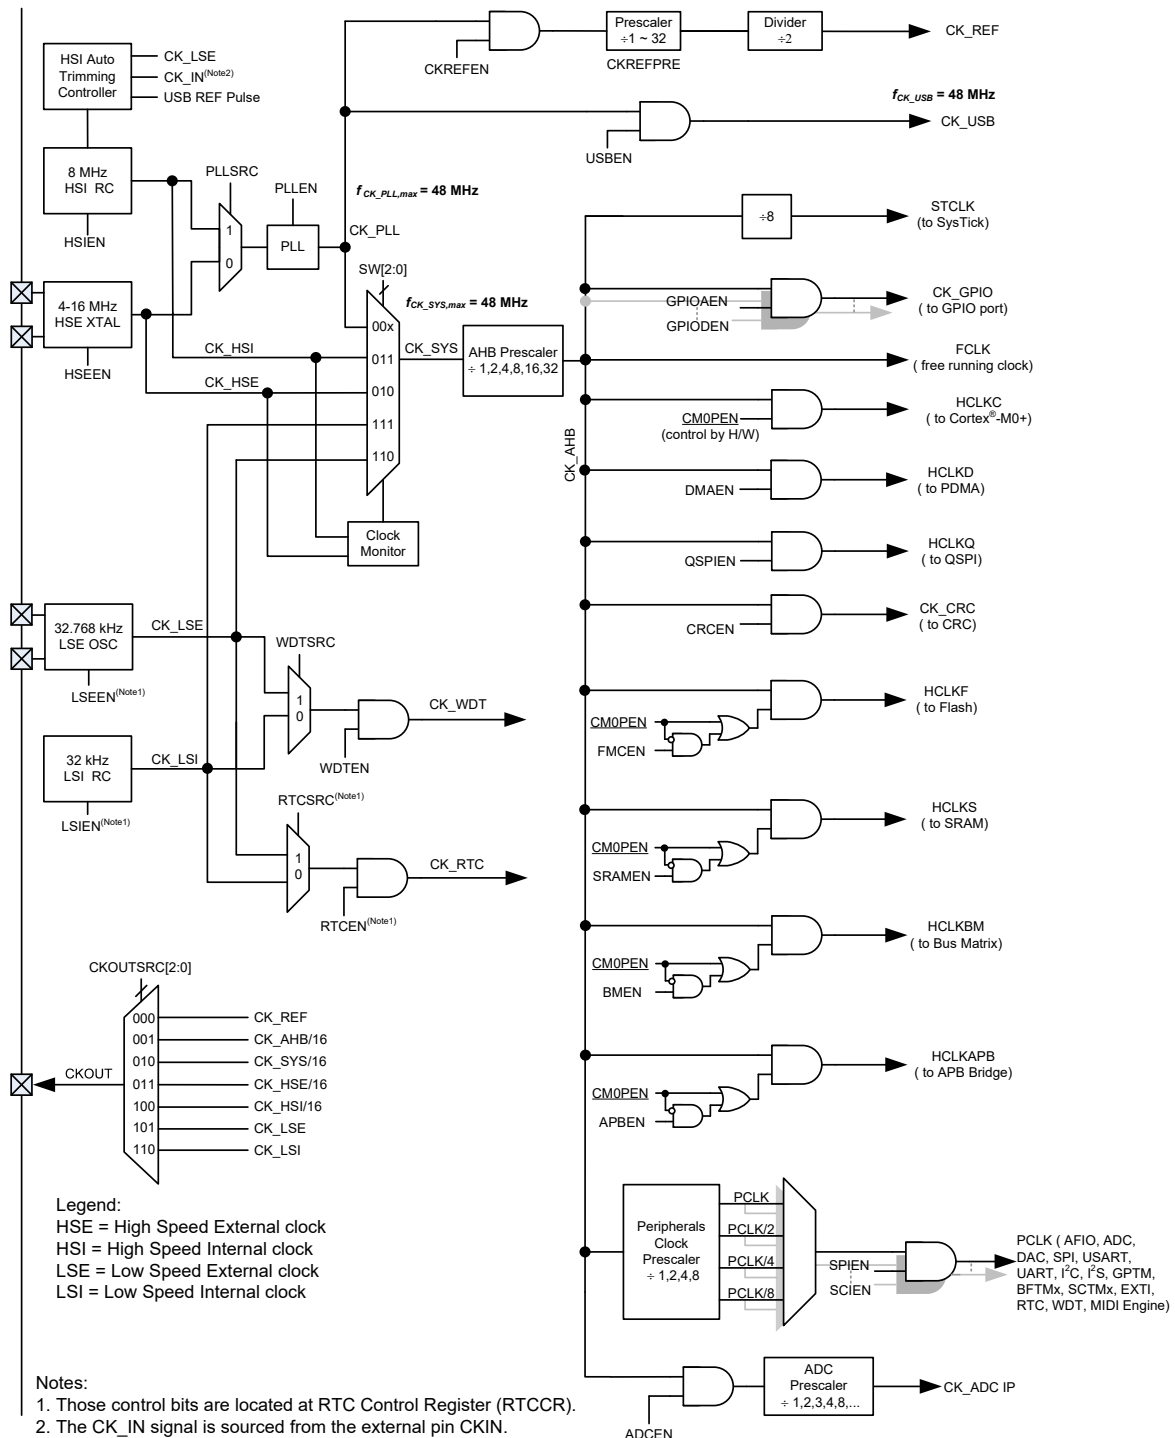 HSI Auto
Trimming
Controller
CK_LSE
CK_IN(Note2)
USB REF Pulse
CKREFEN
Prescaler
÷1 ~ 32
CKREFPRE
Divider
÷2
CK_REF
fCK_USB = 48 MHz
CK_USB
USBEN
8 MHz
HSI RC
HSIEN
PLLSRC
1
0
PLLEN
PLL
fCK_PLL,max = 48 MHz
CK_PLL
4-16 MHz
HSE XTAL
HSEEN
SW[2:0]
fCK_SYS,max = 48 MHz
00x
011
010
111
110
CK_HSI
CK_HSE
CK_SYS
AHB Prescaler
÷ 1,2,4,8,16,32
Clock
Monitor
CK_AHB
÷8
STCLK
(to SysTick)
GPIOAEN
GPIODEN
CK_GPIO
( to GPIO port)
FCLK
( free running clock)
CM0PEN
(control by H/W)
HCLKC
( to Cortex®-M0+)
DMAEN
HCLKD
( to PDMA)
QSPIEN
HCLKQ
( to QSPI)
CRCEN
CK_CRC
( to CRC)
32.768 kHz
LSE OSC
LSEEN(Note1)
CK_LSE
WDTSRC
1
0
WDTEN
CK_WDT
32 kHz
LSI RC
LSIEN(Note1)
CK_LSI
RTCSRC(Note1)
1
0
RTCEN(Note1)
CK_RTC
CM0PEN
FMCEN
HCLKF
( to Flash)
CM0PEN
SRAMEN
HCLKS
( to SRAM)
CM0PEN
BMEN
HCLKBM
( to Bus Matrix)
CM0PEN
APBEN
HCLKAPB
( to APB Bridge)
CKOUTSRC[2:0]
CKOUT
000 CK_REF
001 CK_AHB/16
010 CK_SYS/16
011 CK_HSE/16
100 CK_HSI/16
101 CK_LSE
110 CK_LSI
Legend:
HSE = High Speed External clock
HSI = High Speed Internal clock
LSE = Low Speed External clock
LSI = Low Speed Internal clock
Peripherals
Clock
Prescaler
÷ 1,2,4,8
PCLK
PCLK/2
PCLK/4
PCLK/8
SPIEN
SCIEN
PCLK ( AFIO, ADC,
DAC, SPI, USART,
UART, I2C, I2S, GPTM,
BFTMx, SCTMx, EXTI,
RTC, WDT, MIDI Engine)
ADCEN
ADC
Prescaler
÷ 1,2,3,4,8,...
CK_ADC IP
Notes:
1. Those control bits are located at RTC Control Register (RTCCR).
2. The CK_IN signal is sourced from the external pin CKIN.